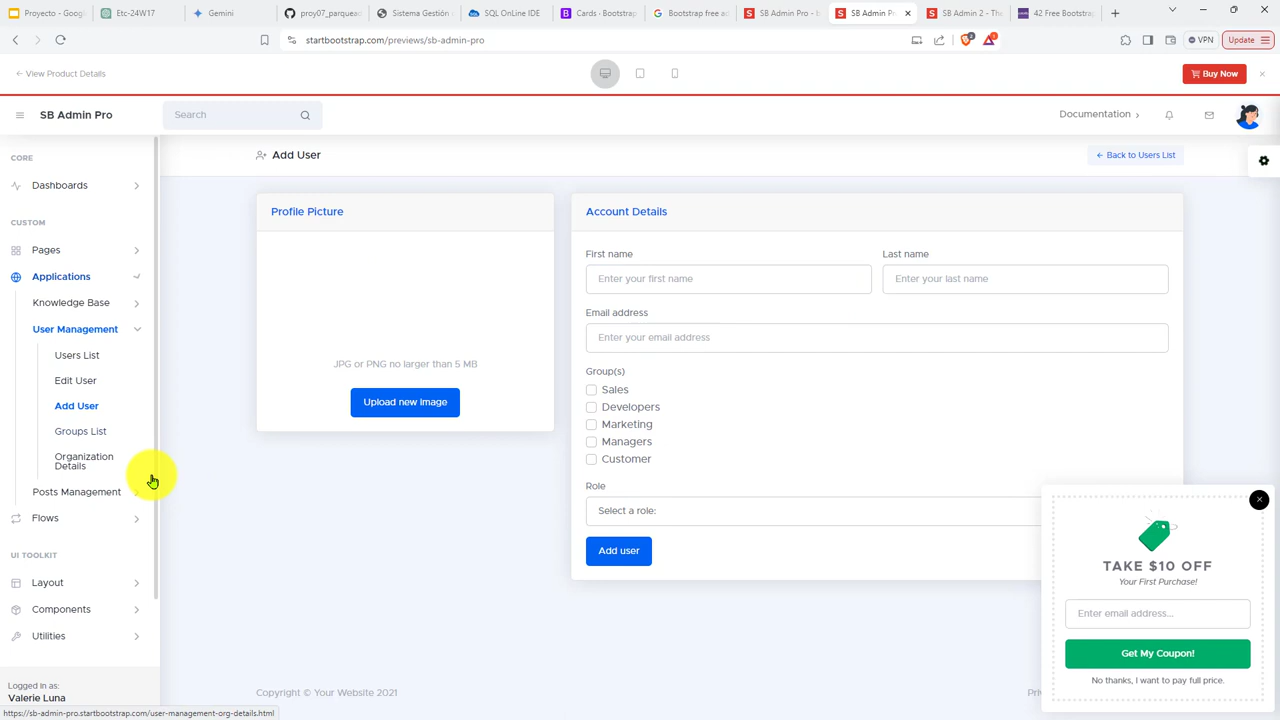 Proyecto - Goog
Etc-24W17
Gemini
proy07_parquead
Sistema Gestión
SQL OnLine IDE
Cards · Bootstrap
Bootstrap free a
SB Admin Pro - 
SB Admin Pr
SB Admin 2 - Th
42 Free Bootstrap
startbootstrap.com/previews/sb-admin-pro
VPN
Update
← View Product Details
Buy Now
SB Admin Pro
Search
Documentation
CORE
Dashboards
CUSTOM
Pages
Applications
Knowledge Base
User Management
Users List
Edit User
Add User
Groups List
Organization
Details
Posts Management
Flows
UI TOOLKIT
Layout
Components
Utilities
Logged in as:
Valerie Luna
https://sb-admin-pro.startbootstrap.com/user-management-org-details.html
Add User
← Back to Users List
Profile Picture
JPG or PNG no larger than 5 MB
Upload new image
Account Details
First name
Last name
Enter your first name
Enter your last name
Email address
Enter your email address
Group(s)
Sales
Developers
Marketing
Managers
Customer
Role
Select a role:
Add user
Copyright © Your Website 2021
TAKE $10 OFF
Your First Purchase!
Enter email address...
Get My Coupon!
No thanks, I want to pay full price.